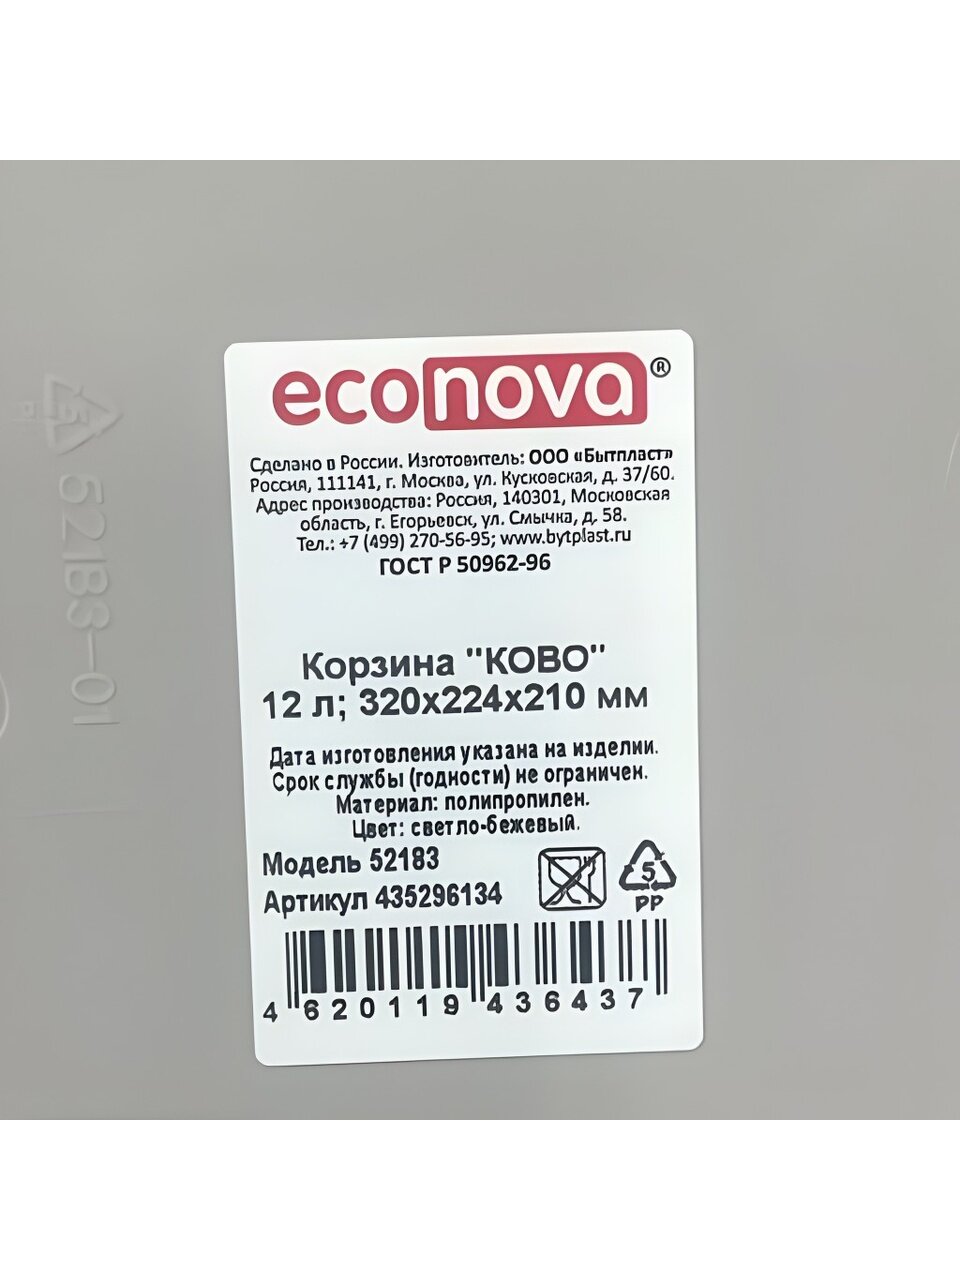 econova®
Сделано в России. Изготовитель: ООО «Бытпласт»
Россия, 111141, г. Москва, ул. Кусковская, д. 37/60.
Адрес производства: Россия, 140301, Московская
область, г. Егорьевск, ул. Смычка, д. 58.
Тел.: +7 (499) 270-56-95; www.bytplast.ru
ГОСТ Р 50962-96
Корзина "КОВО"
12 л; 320x224x210 мм
Дата изготовления указана на изделии.
Срок службы (годности) не ограничен.
Материал: полипропилен.
Цвет: светло-бежевый.
Модель 52183
Артикул 435296134
5
PP
4 620119 436437